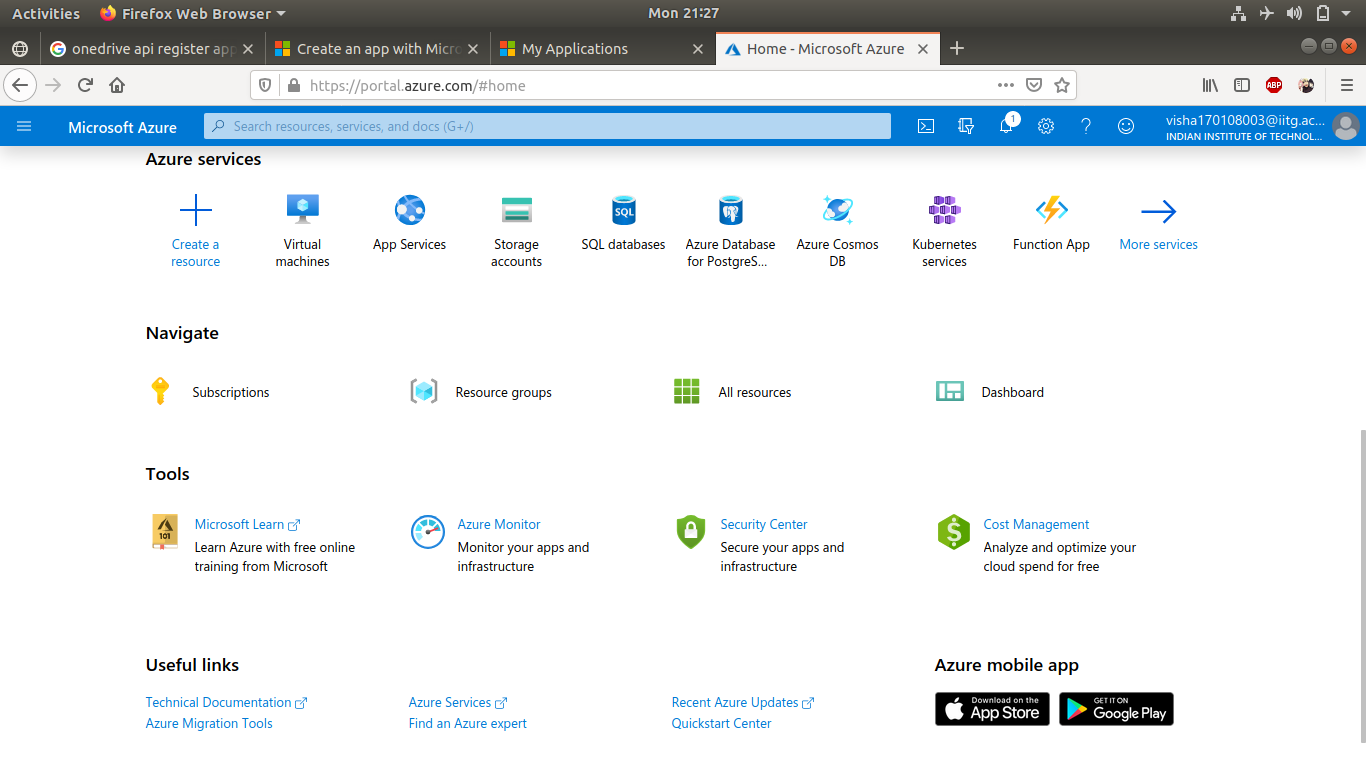 Activities Firefox Web Browser Mon 21:27
onedrive api register app Create an app with Micro My Applications Home - Microsoft Azure
https://portal.azure.com/#home ABP
Microsoft Azure Search resources, services, and docs (G+/) 1 visha170108003@iitg.ac...
INDIAN INSTITUTE OF TECHNOL...
Azure services
Create a resource
Virtual machines
App Services
Storage accounts
SQL
SQL databases
Azure Database for PostgreS...
Azure Cosmos DB
Kubernetes services
Function App
More services
Navigate
Subscriptions Resource groups All resources Dashboard
Tools
101
Microsoft Learn
Learn Azure with free online
training from Microsoft
Azure Monitor
Monitor your apps and
infrastructure
Security Center
Secure your apps and
infrastructure
$
Cost Management
Analyze and optimize your
cloud spend for free
Useful links
Technical Documentation Azure Services Recent Azure Updates
Azure Migration Tools Find an Azure expert Quickstart Center
Azure mobile app
Download on the
App Store
GET IT ON
Google Play